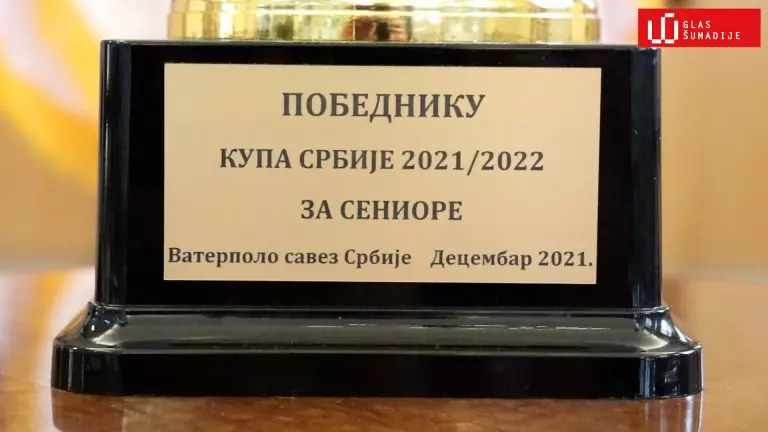 GLAS
ŠUMADIJE
ПОБЕДНИКУ
КУПА СРБИЈЕ 2021/2022
ЗА СЕНИОРЕ
Ватерполо савез Србије Децембар 2021.